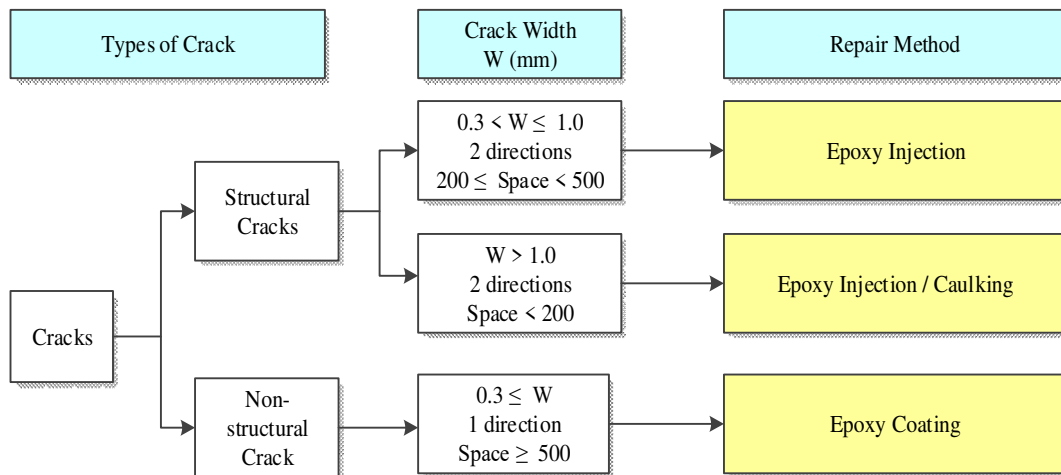 Types of Crack
Crack Width
W (mm)
Repair Method
Cracks
Structural
Cracks
0.3 < W ≤ 1.0
2 directions
200 ≤ Space < 500
Epoxy Injection
W > 1.0
2 directions
Space < 200
Epoxy Injection / Caulking
Non-
structural
Crack
0.3 ≤ W
1 direction
Space ≥ 500
Epoxy Coating